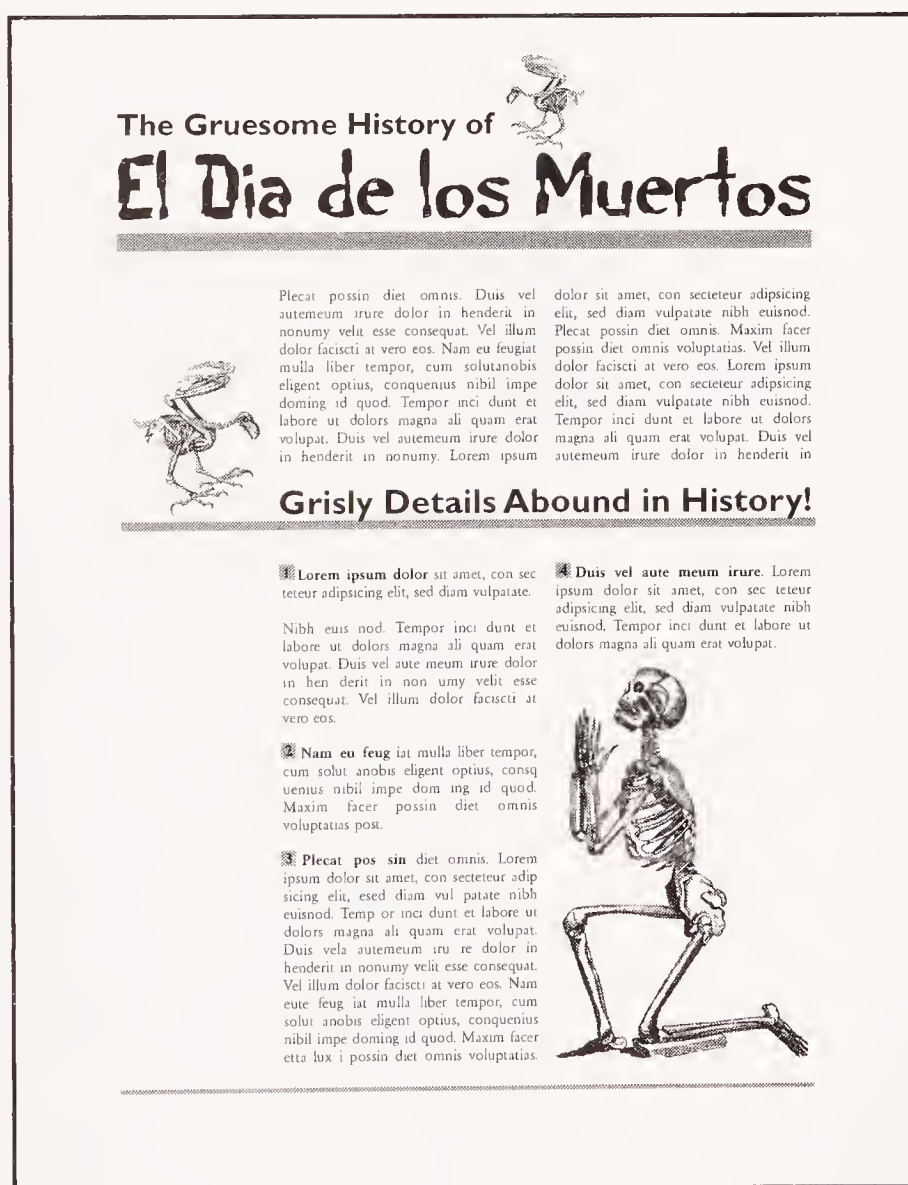 The Gruesome History of
El Dia de los Muertos
Plecat possin diet omnis. Duis vel
autemeum irure dolor in henderit in
nonumy velit esse consequat. Vel illum
dolor faciscti at vero eos. Nam eu feugiat
mulla liber tempor, cum solutanobis
eligent optius, conquenius nibil impe
doming id quod. Tempor inci dunt et
labore ut dolors magna ali quam erat
volupat. Duis vel autemeum irure dolor
in henderit in nonumy. Lorem ipsum
dolor sit amet, con secteteur adipsicing
elit, sed diam vulpatate nibh euisnod.
Plecat possin diet omnis. Maxim facer
possin diet omnis voluptatias. Vel illum
dolor faciscti at vero eos. Lorem ipsum
dolor sit amet, con secteteur adipsicing
elit, sed diam vulpatate nibh euisnod.
Tempor inci dunt et labore ut dolors
magna ali quam erat volupat. Duis vel
autemeum irure dolor in henderit in
Grisly Details Abound in History!
1 Lorem ipsum dolor sit amet, con sec
teteur adipsicing elit, sed diam vulpatate.
Nibh euis nod. Tempor inci dunt et
labore ut dolors magna ali quam erat
volupat. Duis vel aute meum irure dolor
in hen derit in non umy velit esse
consequat. Vel illum dolor faciscti at
vero eos.
2 Nam eu feug iat mulla liber tempor,
cum solut anobis eligent optius, consq
uenius nibil impe dom ing id quod.
Maxim facer possin diet omnis
voluptatias post.
3 Plecat pos sin diet omnis. Lorem
ipsum dolor sit amet, con secteteur adip
sicing elit, esed diam vul patate nibh
euisnod. Temp or inci dunt et labore ut
dolors magna ali quam erat volupat.
Duis vela autemeum iru re dolor in
henderit in nonumy velit esse consequat.
Vel illum dolor faciscti at vero eos. Nam
eute feug iat mulla liber tempor, cum
solut anobis eligent optius, conquenius
nibil impe doming id quod. Maxim facer
etta lux i possin diet omnis voluptatias.
4 Duis vel aute meum irure. Lorem
ipsum dolor sit amet, con sec teteur
adipsicing elit, sed diam vulpatate nibh
euisnod. Tempor inci dunt et labore ut
dolors magna ali quam erat volupat.